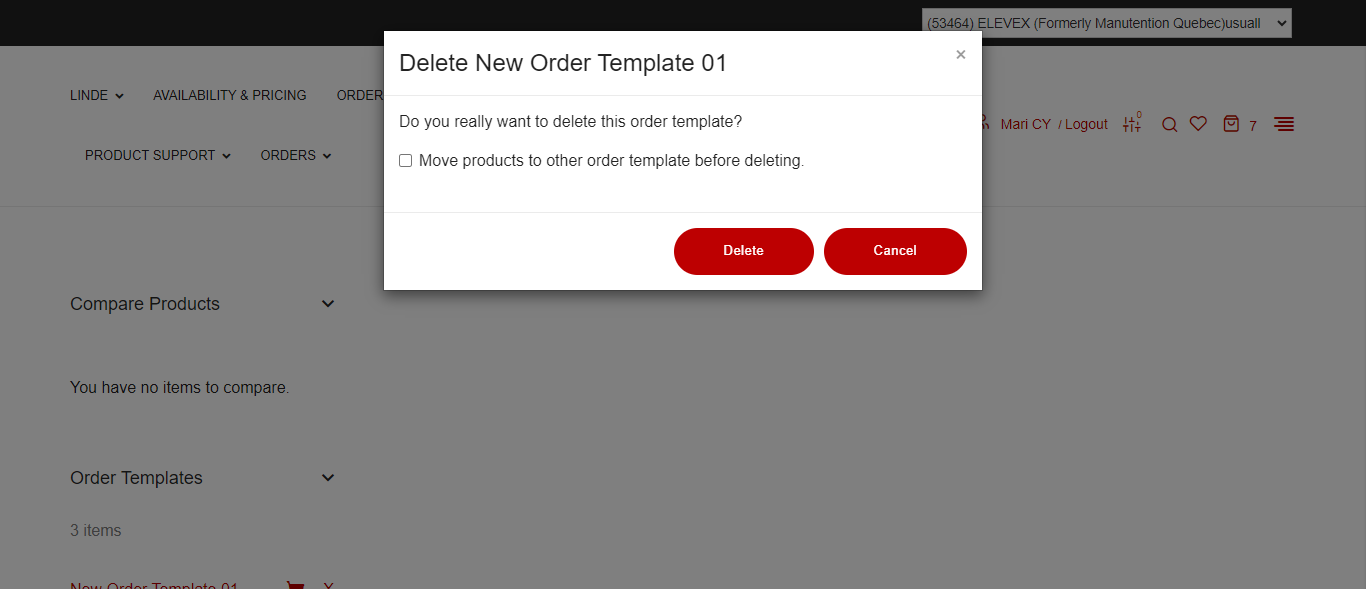 (53464) ELEVEX (Formerly Manutention Quebec)usuall
Delete New Order Template 01
×
LINDE
AVAILABILITY & PRICING
ORDER
Do you really want to delete this order template?
Mari CY / Logout
0
7
PRODUCT SUPPORT
ORDERS
Move products to other order template before deleting.
Delete
Cancel
Compare Products
You have no items to compare.
Order Templates
3 items
New Order Template 01
X